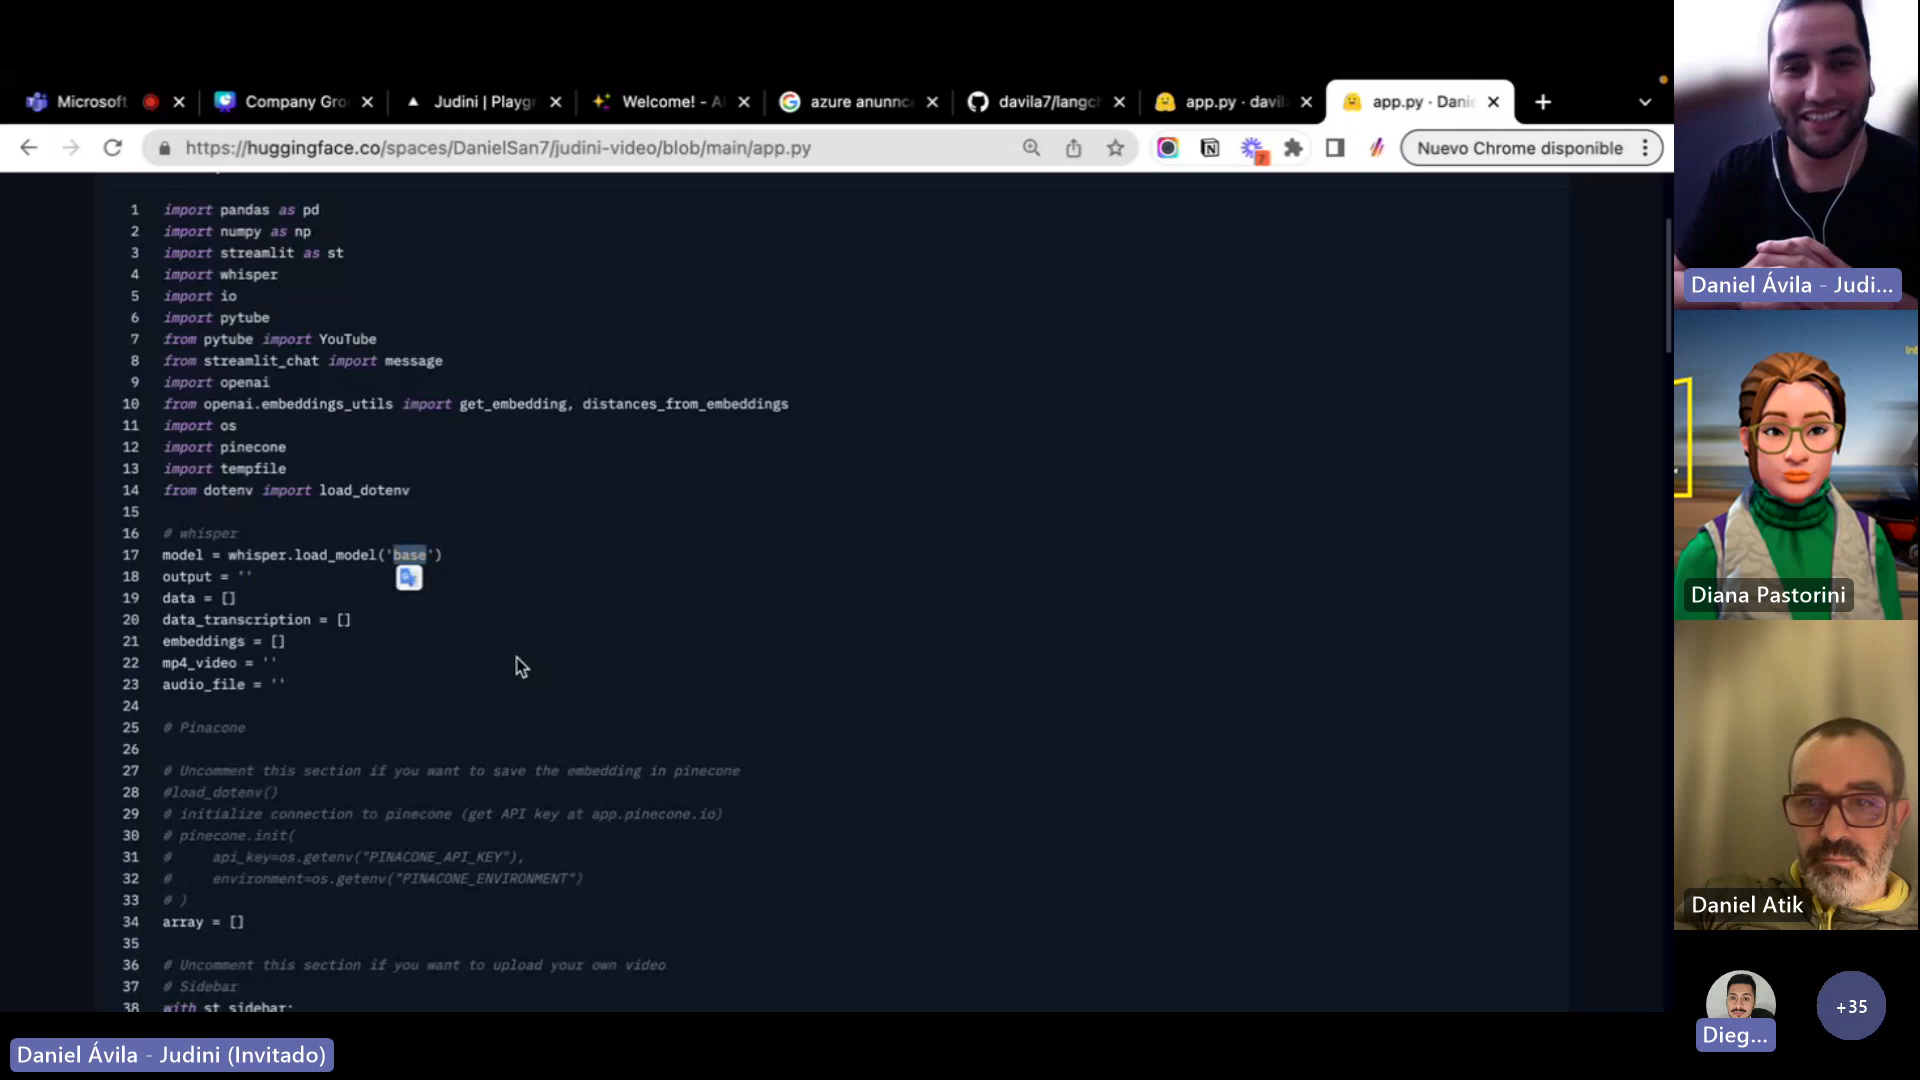 Microsoft
Company Gro
Judini | Playg
Welcome! - A
azure anunnc
davila7/langch
app.py · davil
app.py · Danie
https://huggingface.co/spaces/DanielSan7/judini-video/blob/main/app.py
7
Nuevo Chrome disponible
1 import pandas as pd
2 import numpy as np
3 import streamlit as st
4 import whisper
5 import io
6 import pytube
7 from pytube import YouTube
8 from streamlit_chat import message
9 import openai
10 from openai.embeddings_utils import get_embedding, distances_from_embeddings
11 import os
12 import pinecone
13 import tempfile
14 from dotenv import load_dotenv
15
16 # whisper
17 model = whisper.load_model('base')
18 output = ''
19 data = []
20 data_transcription = []
21 embeddings = []
22 mp4_video = ''
23 audio_file = ''
24
25 # Pinacone
26
27 # Uncomment this section if you want to save the embedding in pinecone
28 #load_dotenv()
29 # initialize connection to pinecone (get API key at app.pinecone.io)
30 # pinecone.init(
31 #     api_key=os.getenv("PINACONE_API_KEY"),
32 #     environment=os.getenv("PINACONE_ENVIRONMENT")
33 # )
34 array = []
35
36 # Uncomment this section if you want to upload your own video
37 # Sidebar
38 with st.sidebar:
Daniel Ávila - Judi...
Diana Pastorini
Daniel Atik
Dieg...
+35
Daniel Ávila - Judini (Invitado)